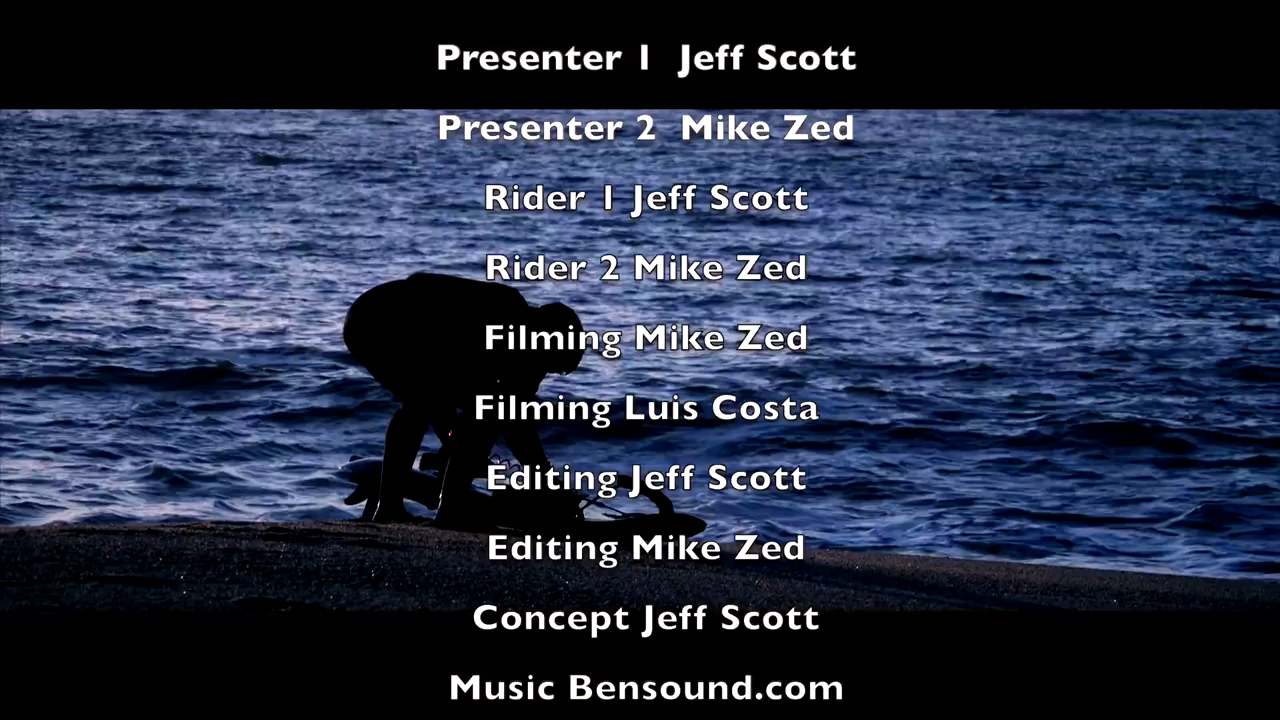 Presenter 1 Jeff Scott
Presenter 2 Mike Zed
Rider 1 Jeff Scott
Rider 2 Mike Zed
Filming Mike Zed
Filming Luis Costa
Editing Jeff Scott
Editing Mike Zed
Concept Jeff Scott
Music Bensound.com